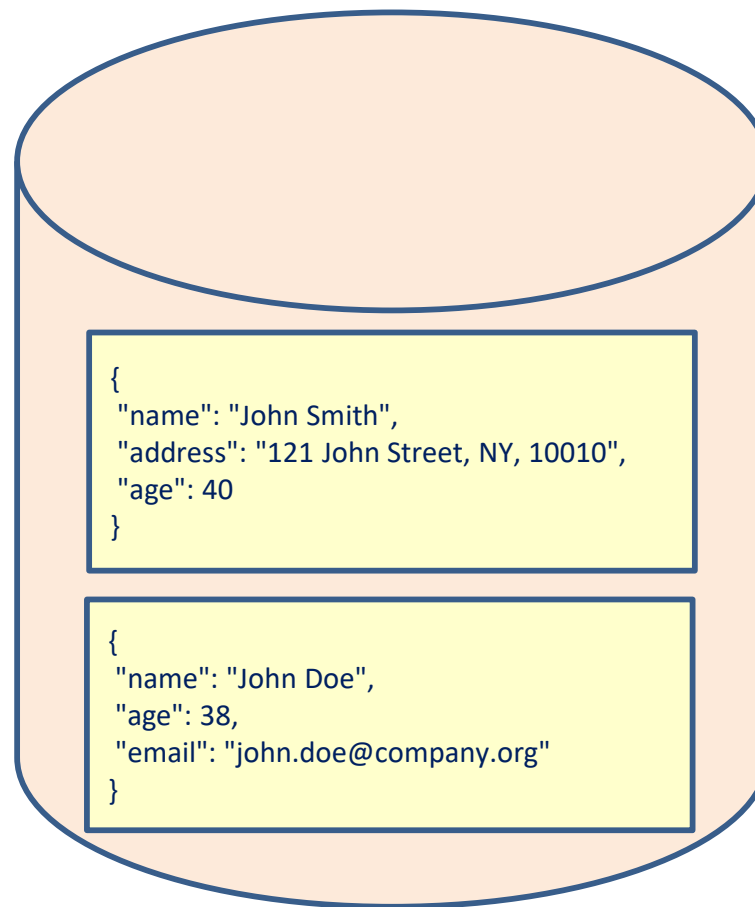 {
"name": "John Smith",
"address": "121 John Street, NY, 10010",
"age": 40
}
{
"name": "John Doe",
"age": 38,
"email": "john.doe@company.org"
}